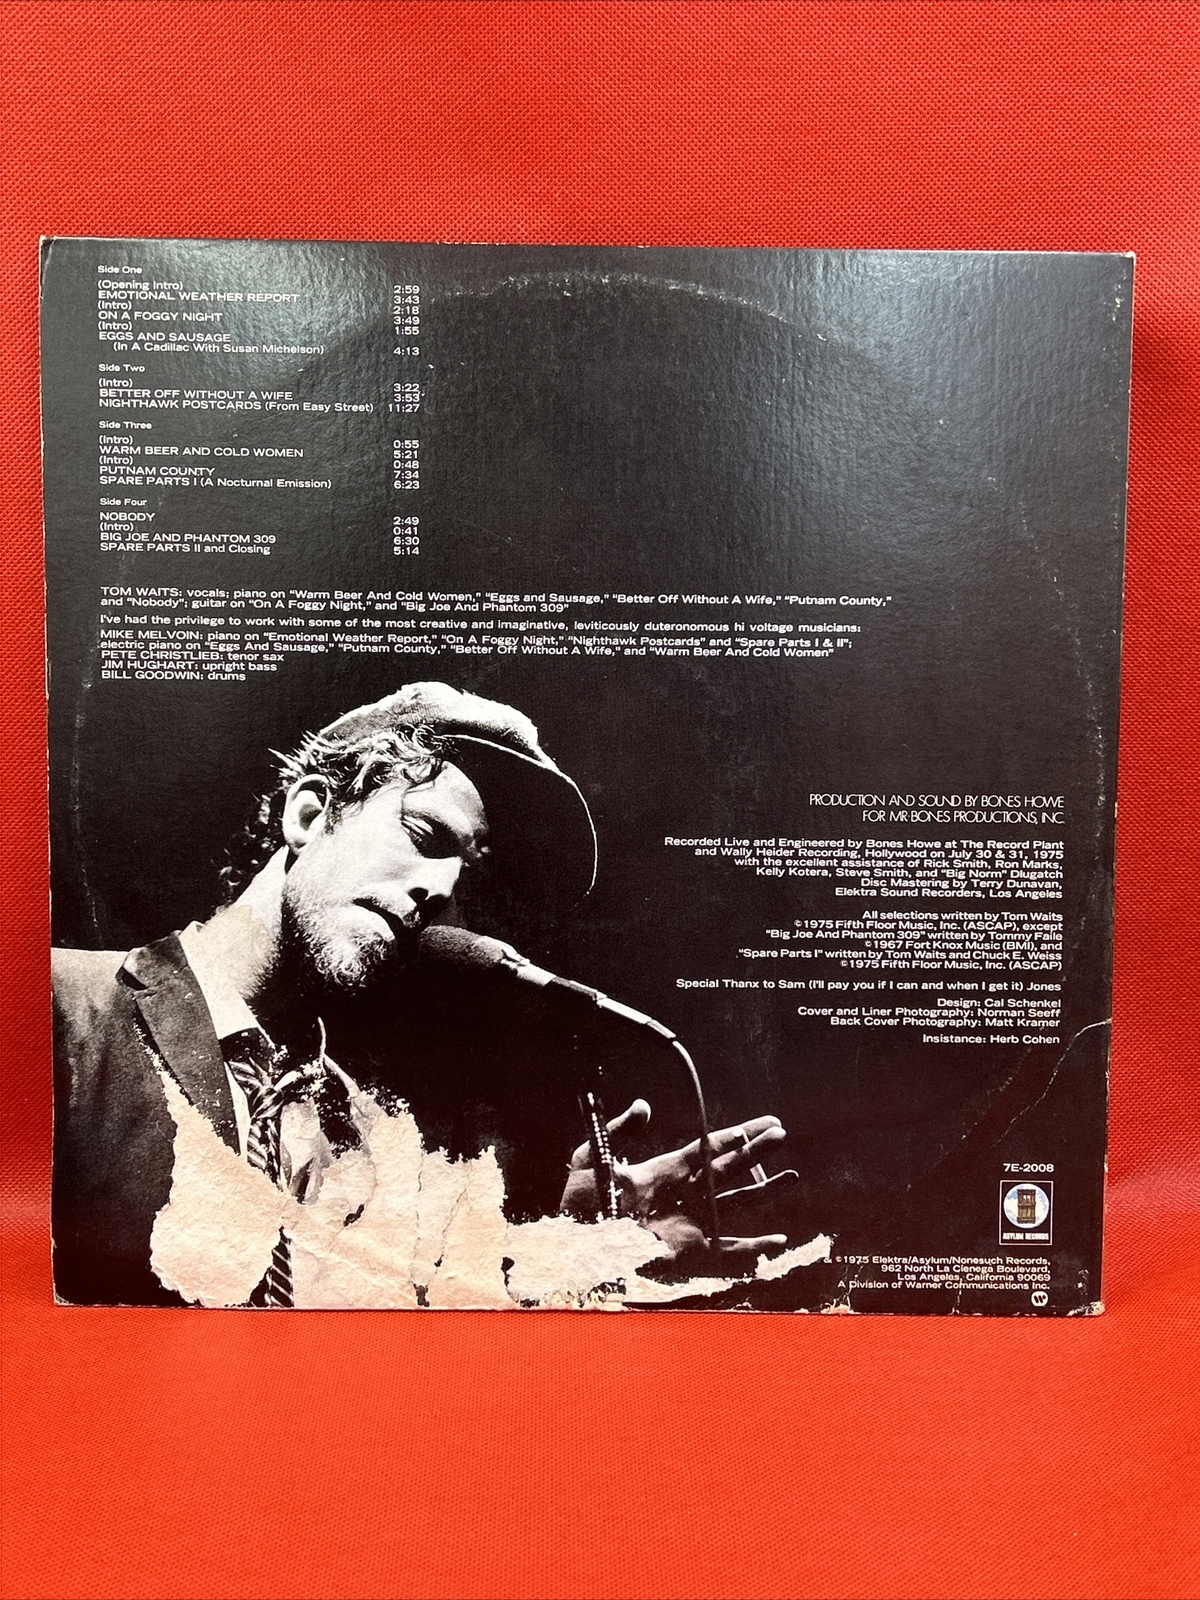 Side One
(Opening Intro) 2:59
EMOTIONAL WEATHER REPORT 3:43
(Intro) 2:18
ON A FOGGY NIGHT 3:49
(Intro) 1:55
EGGS AND SAUSAGE
(In A Cadillac With Susan Michelson) 4:13
Side Two
(Intro) 3:22
BETTER OFF WITHOUT A WIFE 3:53
NIGHTHAWK POSTCARDS (From Easy Street) 11:27
Side Three
(Intro) 0:55
WARM BEER AND COLD WOMEN 5:21
(Intro) 0:48
PUTNAM COUNTY 7:34
SPARE PARTS I (A Nocturnal Emission) 6:23
Side Four
NOBODY 2:49
(Intro) 0:41
BIG JOE AND PHANTOM 309 6:30
SPARE PARTS II and Closing 5:14
TOM WAITS: vocals; piano on "Warm Beer And Cold Women," "Eggs and Sausage," "Better Off Without A Wife," "Putnam County,"
and "Nobody"; guitar on "On A Foggy Night," and "Big Joe And Phantom 309"
I've had the privilege to work with some of the most creative and imaginative, leviticously duteronomous hi voltage musicians:
MIKE MELVOIN: piano on "Emotional Weather Report," "On A Foggy Night," "Nighthawk Postcards" and "Spare Parts I & II";
electric piano on "Eggs And Sausage," "Putnam County," "Better Off Without A Wife," and "Warm Beer And Cold Women"
PETE CHRISTLIEB: tenor sax
JIM HUGHART: upright bass
BILL GOODWIN: drums
PRODUCTION AND SOUND BY BONES HOWE
FOR MR. BONES PRODUCTIONS, INC.
Recorded Live and Engineered by Bones Howe at The Record Plant
and Wally Heider Recording, Hollywood on July 30 & 31, 1975
with the excellent assistance of Rick Smith, Ron Marks,
Kelly Kotera, Steve Smith, and "Big Norm" Dlugatch
Disc Mastering by Terry Dunavan,
Elektra Sound Recorders, Los Angeles
All selections written by Tom Waits
©1975 Fifth Floor Music, Inc. (ASCAP), except
"Big Joe And Phantom 309" written by Tommy Faile
©1967 Fort Knox Music (BMI), and
"Spare Parts I" written by Tom Waits and Chuck E. Weiss
©1975 Fifth Floor Music, Inc. (ASCAP)
Special Thanx to Sam (I'll pay you if I can and when I get it) Jones
Design: Cal Schenkel
Cover and Liner Photography: Norman Seeff
Back Cover Photography: Matt Kramer
Insistance: Herb Cohen
7E-2008
ASYLUM RECORDS
& ©1975 Elektra/Asylum/Nonesuch Records,
962 North La Cienega Boulevard,
Los Angeles, California 90069
A Division of Warner Communications Inc.